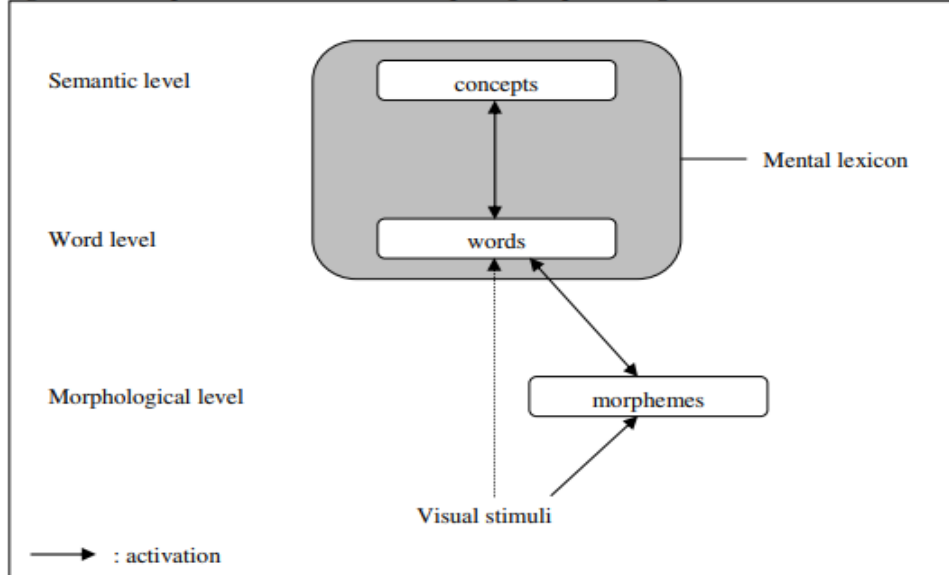 Semantic level
concepts
Mental lexicon
Word level
words
Morphological level
morphemes
Visual stimuli
: activation